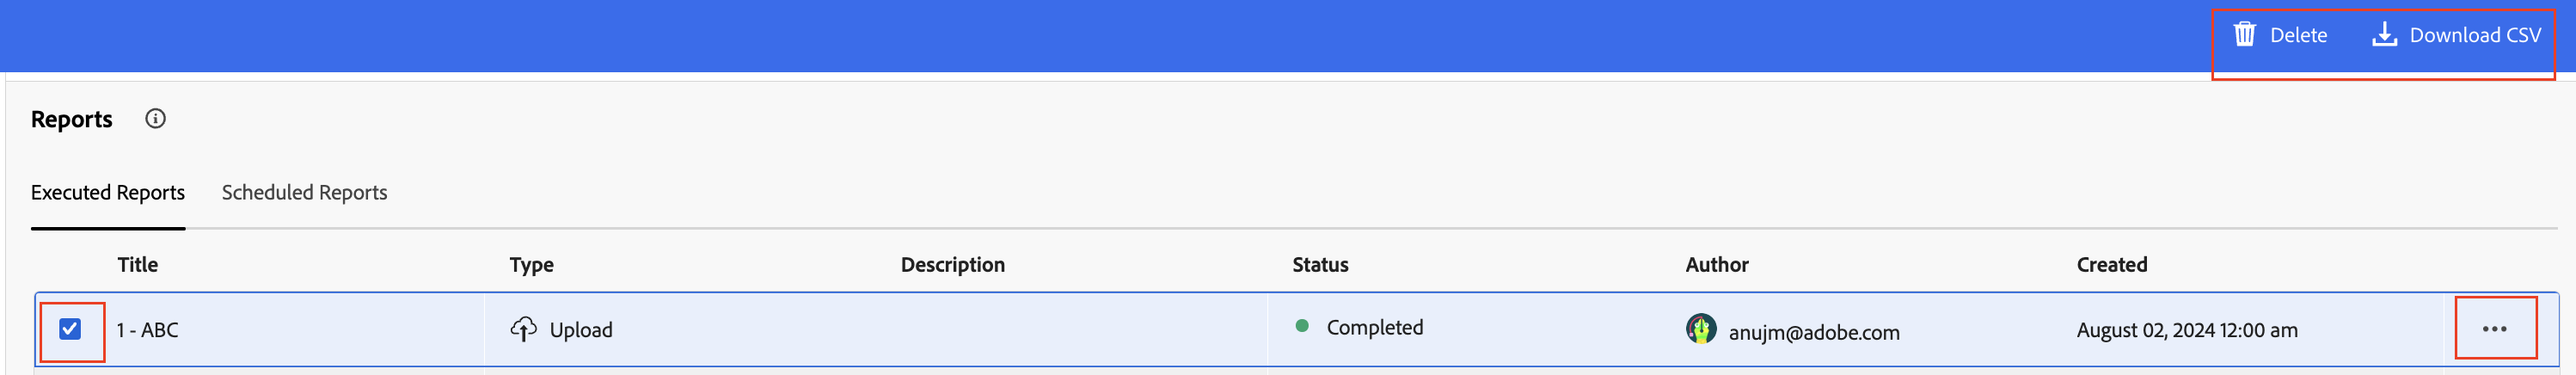 Delete Download CSV
Reports
Executed Reports Scheduled Reports
Title Type Description Status Author Created
1 - ABC Upload Completed anujm@adobe.com August 02, 2024 12:00 am